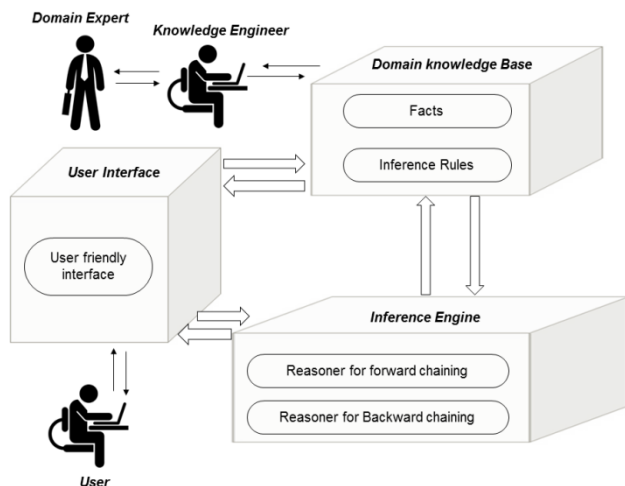 Domain Expert
Knowledge Engineer
Domain knowledge Base
Facts
Inference Rules
User Interface
User friendly
interface
Inference Engine
Reasoner for forward chaining
Reasoner for Backward chaining
User